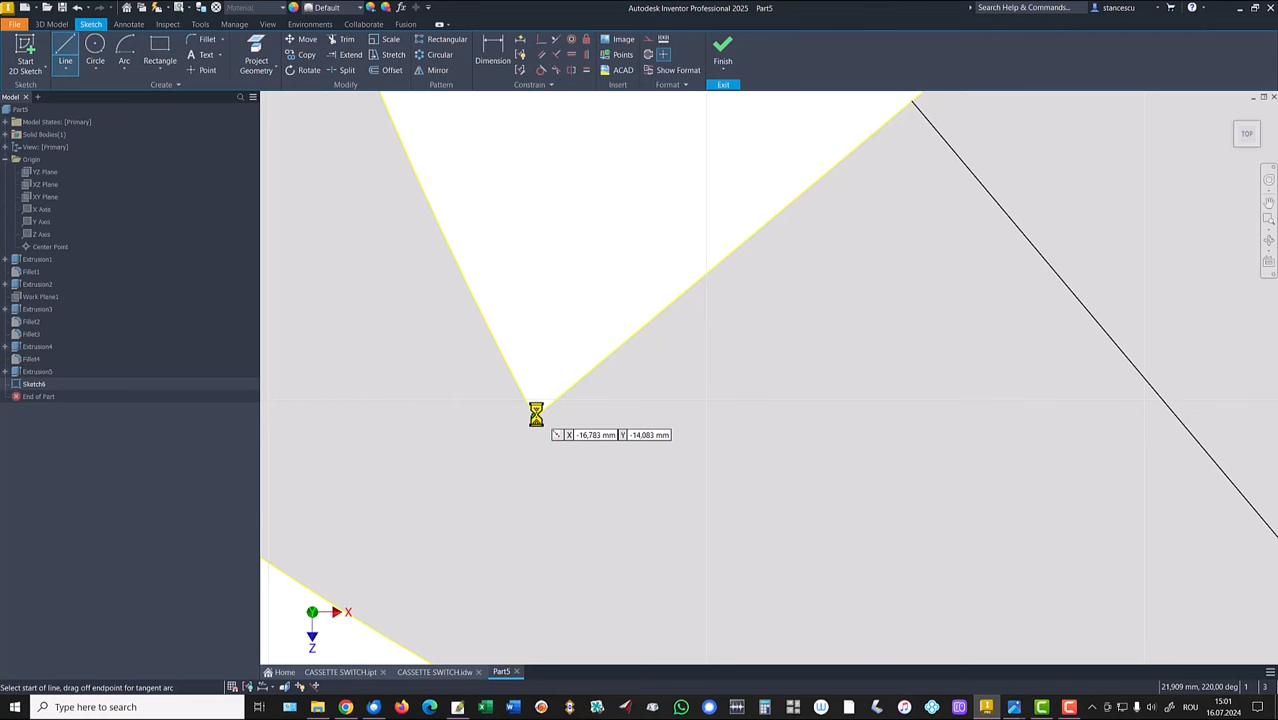 Material
Default
Autodesk Inventor Professional 2025 Part5
Search Help & Commands...
stancescu
File
3D Model
Sketch
Annotate
Inspect
Tools
Manage
View
Environments
Collaborate
Fusion
Start
2D Sketch
Line
Circle
Arc
Rectangle
Fillet
Text
Point
Project
Geometry
Move
Copy
Rotate
Trim
Extend
Split
Scale
Stretch
Offset
Rectangular
Circular
Mirror
Dimension
Image
Points
ACAD
Show Format
Finish
Sketch
Create
Modify
Pattern
Constrain
Insert
Format
Exit
Model
Part5
Model States: [Primary]
Solid Bodies(1)
View: [Primary]
Origin
YZ Plane
XZ Plane
XY Plane
X Axis
Y Axis
Z Axis
Center Point
Extrusion1
Fillet1
Extrusion2
Work Plane1
Extrusion3
Fillet2
Fillet3
Extrusion4
Fillet4
Extrusion5
Sketch6
End of Part
TOP
X -16,783 mm Y -14,083 mm
Y
X
Z
Home
CASSETTE SWITCH.ipt
CASSETTE SWITCH.idw
Part5
Select start of line, drag off endpoint for tangent arc
21,909 mm, 220,00 deg
1
3
Type here to search
ROU
15:01
16.07.2024